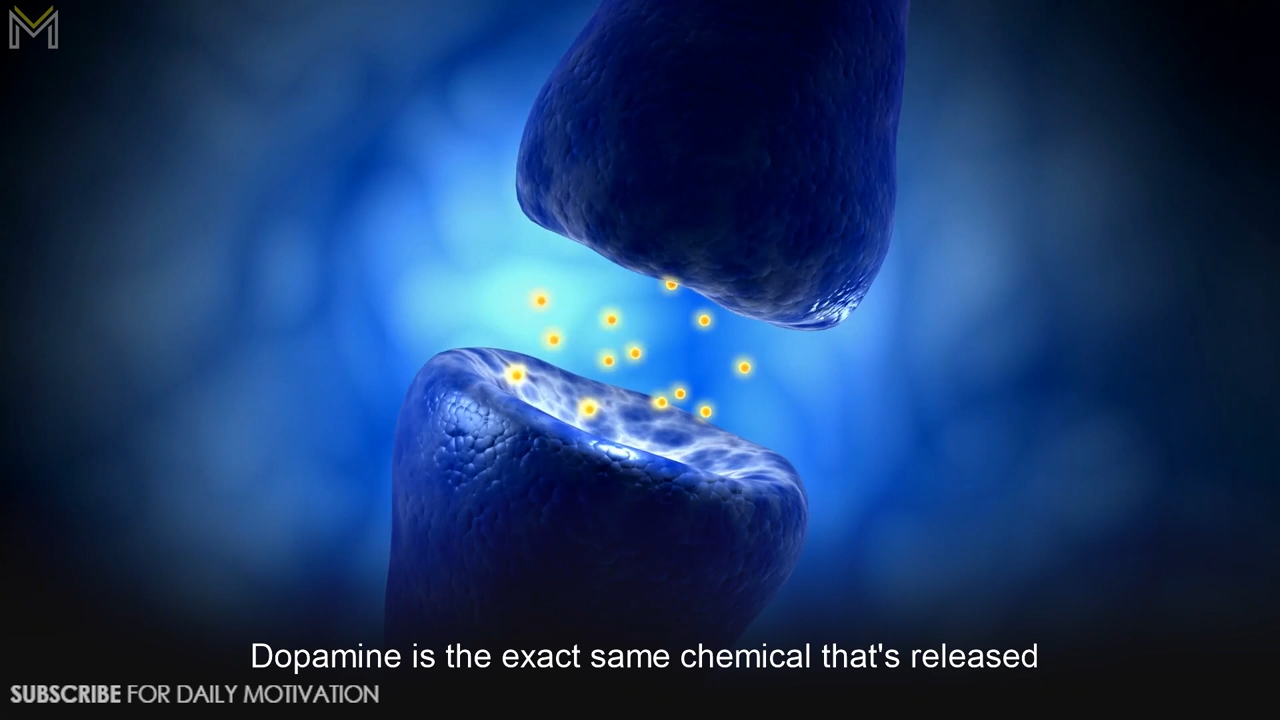 Dopamine is the exact same chemical that's released
SUBSCRIBE FOR DAILY MOTIVATION